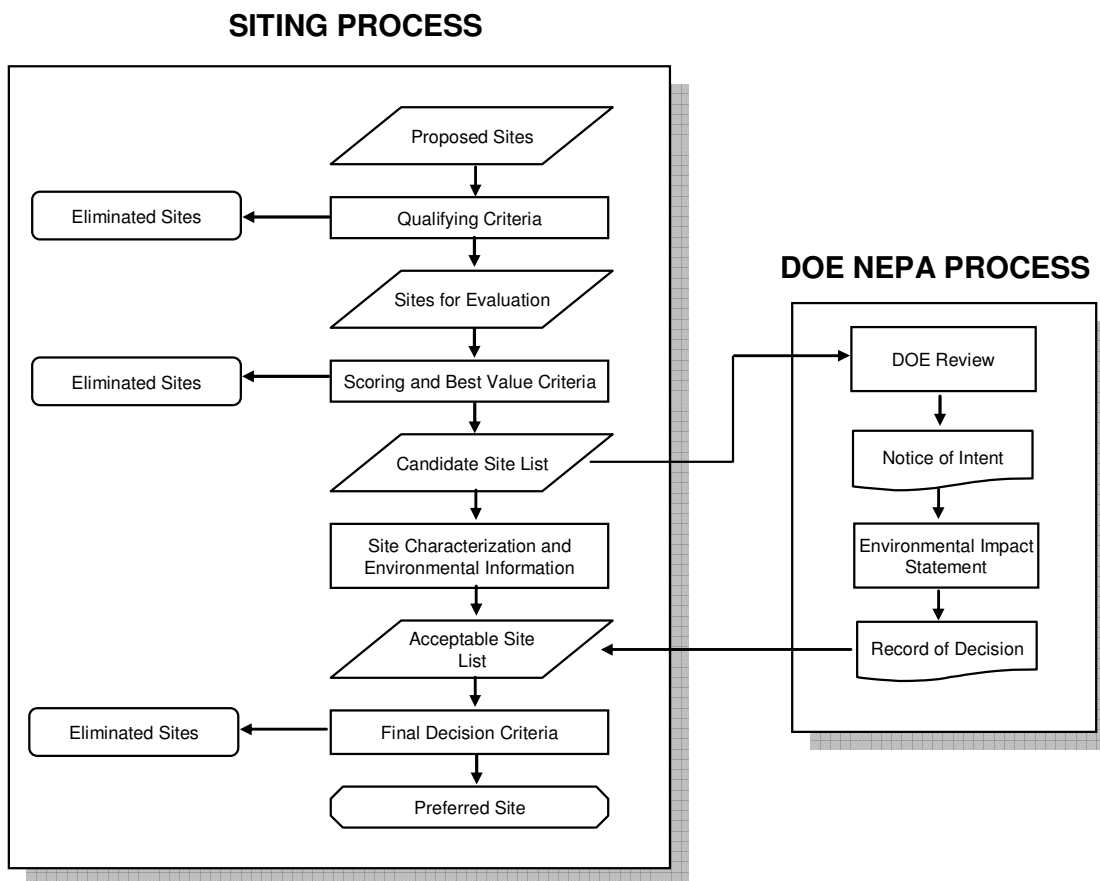 SITING PROCESS
Proposed Sites
Eliminated Sites
Qualifying Criteria
Sites for Evaluation
Eliminated Sites
Scoring and Best Value Criteria
Candidate Site List
Site Characterization and
Environmental Information
Acceptable Site
List
Eliminated Sites
Final Decision Criteria
Preferred Site
DOE NEPA PROCESS
DOE Review
Notice of Intent
Environmental Impact
Statement
Record of Decision